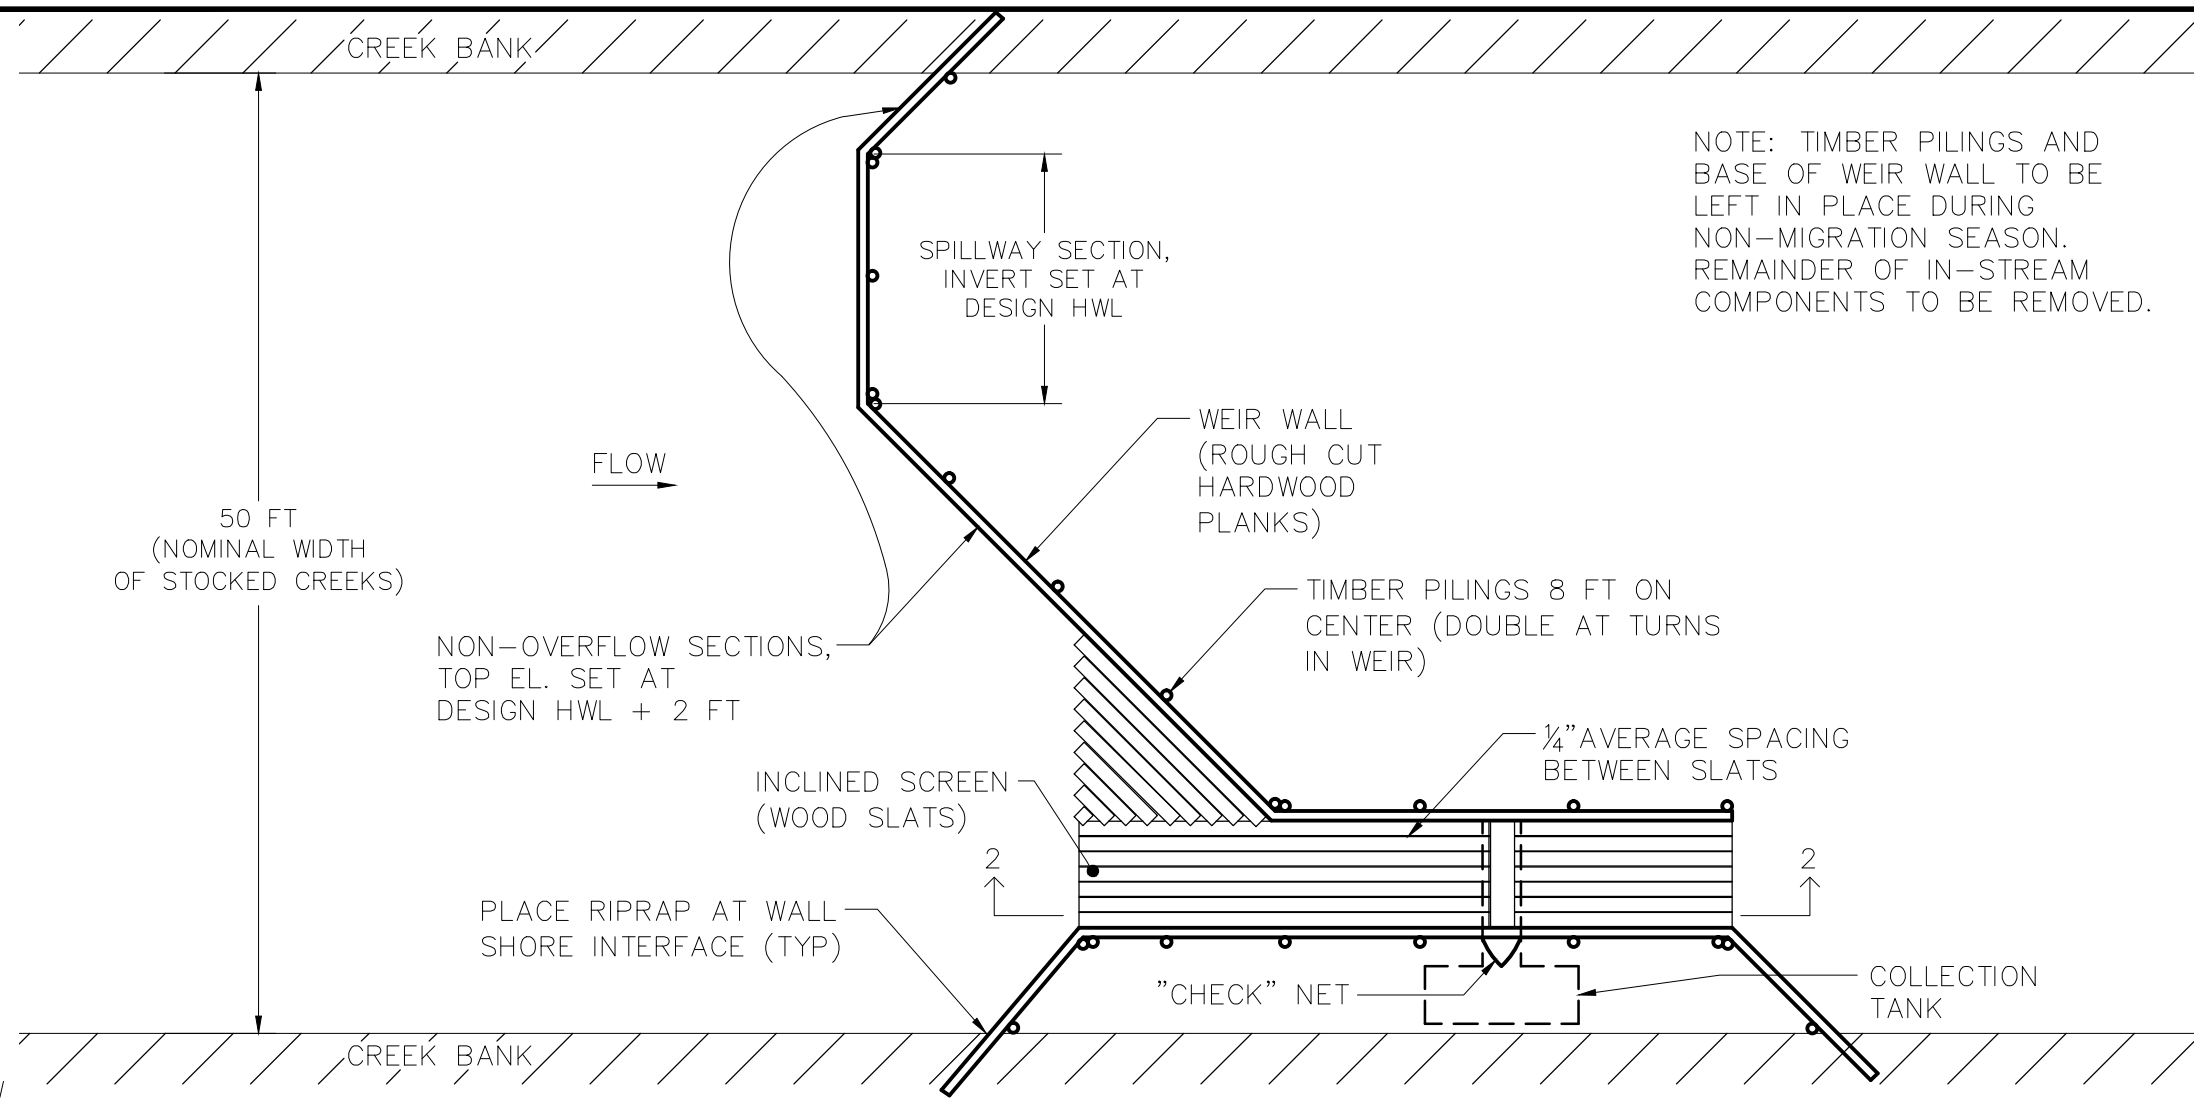 CREEK BANK
NOTE: TIMBER PILINGS AND
BASE OF WEIR WALL TO BE
LEFT IN PLACE DURING
NON-MIGRATION SEASON.
REMAINDER OF IN-STREAM
COMPONENTS TO BE REMOVED.
SPILLWAY SECTION,
INVERT SET AT
DESIGN HWL
WEIR WALL
(ROUGH CUT
HARDWOOD
PLANKS)
FLOW
50 FT
(NOMINAL WIDTH
OF STOCKED CREEKS)
TIMBER PILINGS 8 FT ON
CENTER (DOUBLE AT TURNS
IN WEIR)
NON-OVERFLOW SECTIONS,
TOP EL. SET AT
DESIGN HWL + 2 FT
¼"AVERAGE SPACING
BETWEEN SLATS
INCLINED SCREEN
(WOOD SLATS)
2
2
PLACE RIPRAP AT WALL
SHORE INTERFACE (TYP)
"CHECK" NET
COLLECTION
TANK
CREEK BANK